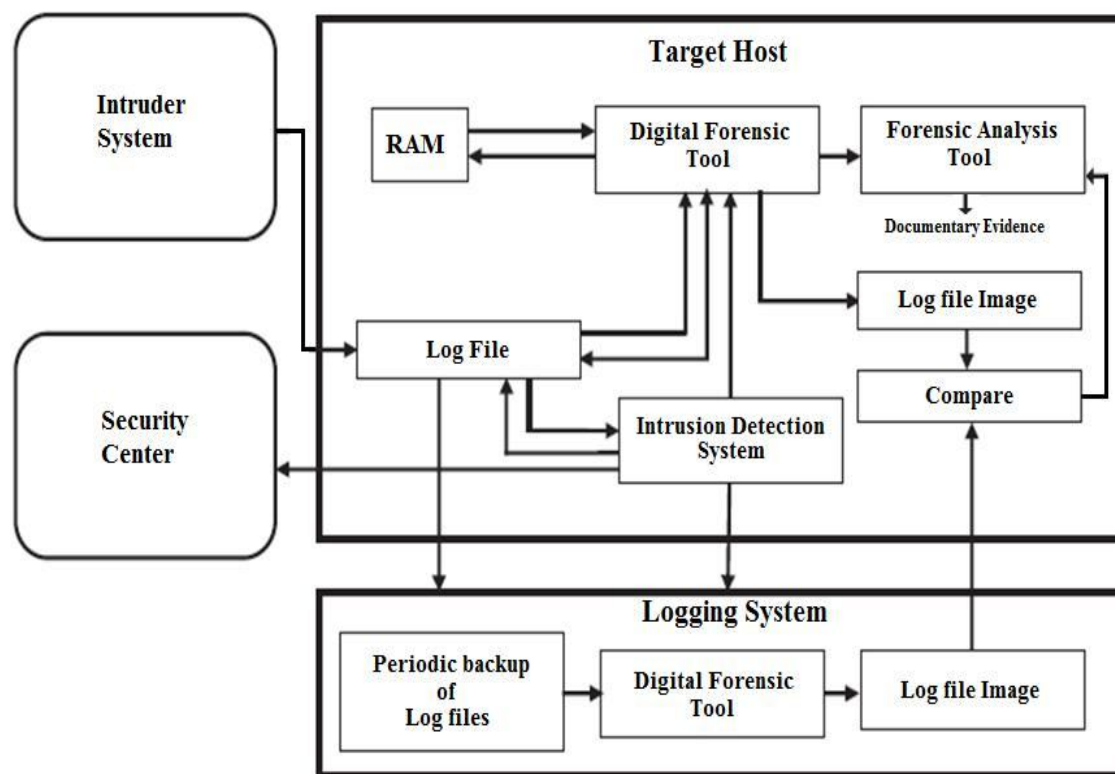 Intruder
System
Target Host
RAM
Digital Forensic
Tool
Forensic Analysis
Tool
Documentary Evidence
Log file Image
Log File
Compare
Security
Center
Intrusion Detection
System
Logging System
Periodic backup
of
Log files
Digital Forensic
Tool
Log file Image